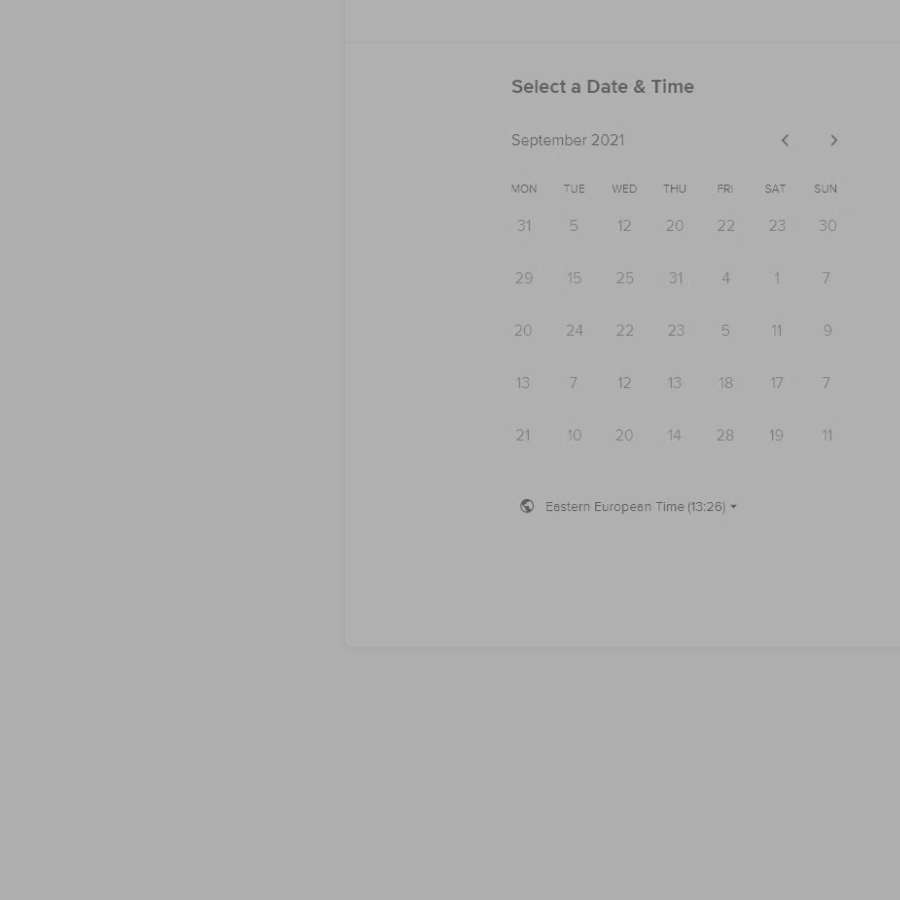 Select a Date & Time
September 2021
MON TUE WED THU FRI SAT SUN
31 5 12 20 22 23 30
29 15 25 31 4 1 7
20 24 22 23 5 11 9
13 7 12 13 18 17 7
21 10 20 14 28 19 11
Eastern European Time (13:26)